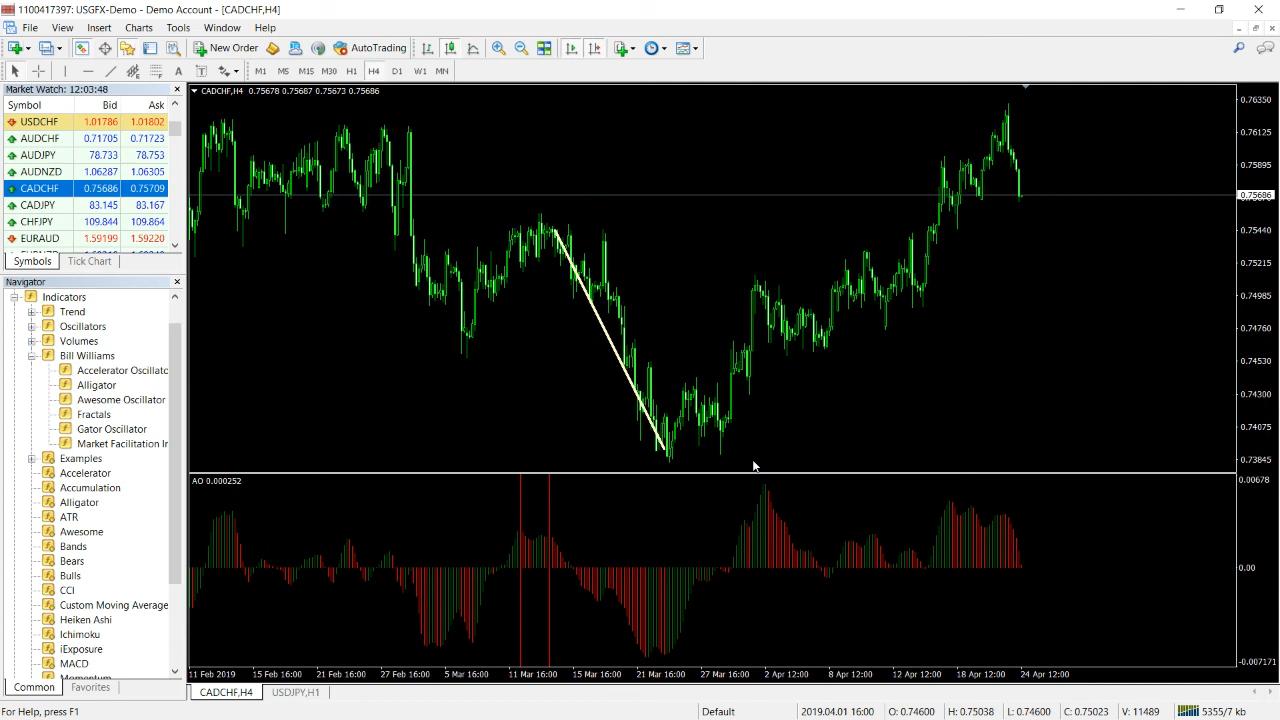 1100417397: USGFX-Demo - Demo Account - [CADCHF,H4]
File View Insert Charts Tools Window Help
New Order AutoTrading
A T M1 M5 M15 M30 H1 H4 D1 W1 MN
Market Watch: 12:03:48
Symbol Bid Ask
USDCHF 1.01786 1.01802
AUDCHF 0.71705 0.71723
AUDJPY 78.733 78.753
AUDNZD 1.06287 1.06305
CADCHF 0.75686 0.75709
CADJPY 83.145 83.167
CHFJPY 109.844 109.864
EURAUD 1.59199 1.59220
Symbols Tick Chart
Navigator
Indicators
Trend
Oscillators
Volumes
Bill Williams
Accelerator Oscillato
Alligator
Awesome Oscillator
Fractals
Gator Oscillator
Market Facilitation In
Examples
Accelerator
Accumulation
Alligator
ATR
Awesome
Bands
Bears
Bulls
CCI
Custom Moving Average
Heiken Ashi
Ichimoku
iExposure
MACD
Momentum
Common Favorites
CADCHF,H4 0.75678 0.75687 0.75673 0.75686
0.76350
0.76125
0.75895
0.75686
0.75440
0.75215
0.74985
0.74760
0.74530
0.74300
0.74075
0.73845
AO 0.000252
0.00678
0.00
-0.007171
11 Feb 2019 15 Feb 16:00 21 Feb 16:00 27 Feb 16:00 5 Mar 16:00 11 Mar 16:00 15 Mar 16:00 21 Mar 16:00 27 Mar 16:00 2 Apr 12:00 8 Apr 12:00 12 Apr 12:00 18 Apr 12:00 24 Apr 12:00
CADCHF,H4 USDJPY,H1
For Help, press F1 Default 2019.04.01 16:00 O: 0.74600 H: 0.75038 L: 0.74600 C: 0.75023 V: 11489 5355/7 kb